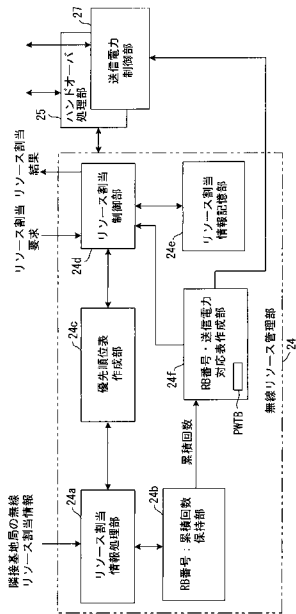 隣接基地局の無線
リソース割当情報
24a
リソース割当
情報処理部
24b
RB番号：累積回数
保持部
24c
優先順位表
作成部
累積回数
24f
RB番号：送信電力
対応表作成部
PWTB
リソース割当
要求
リソース割当
結果
24d
リソース割当
制御部
24e
リソース割当
情報記憶部
無線リソース管理部
24
25
ハンドオーバ
処理部
27
送信電力
制御部